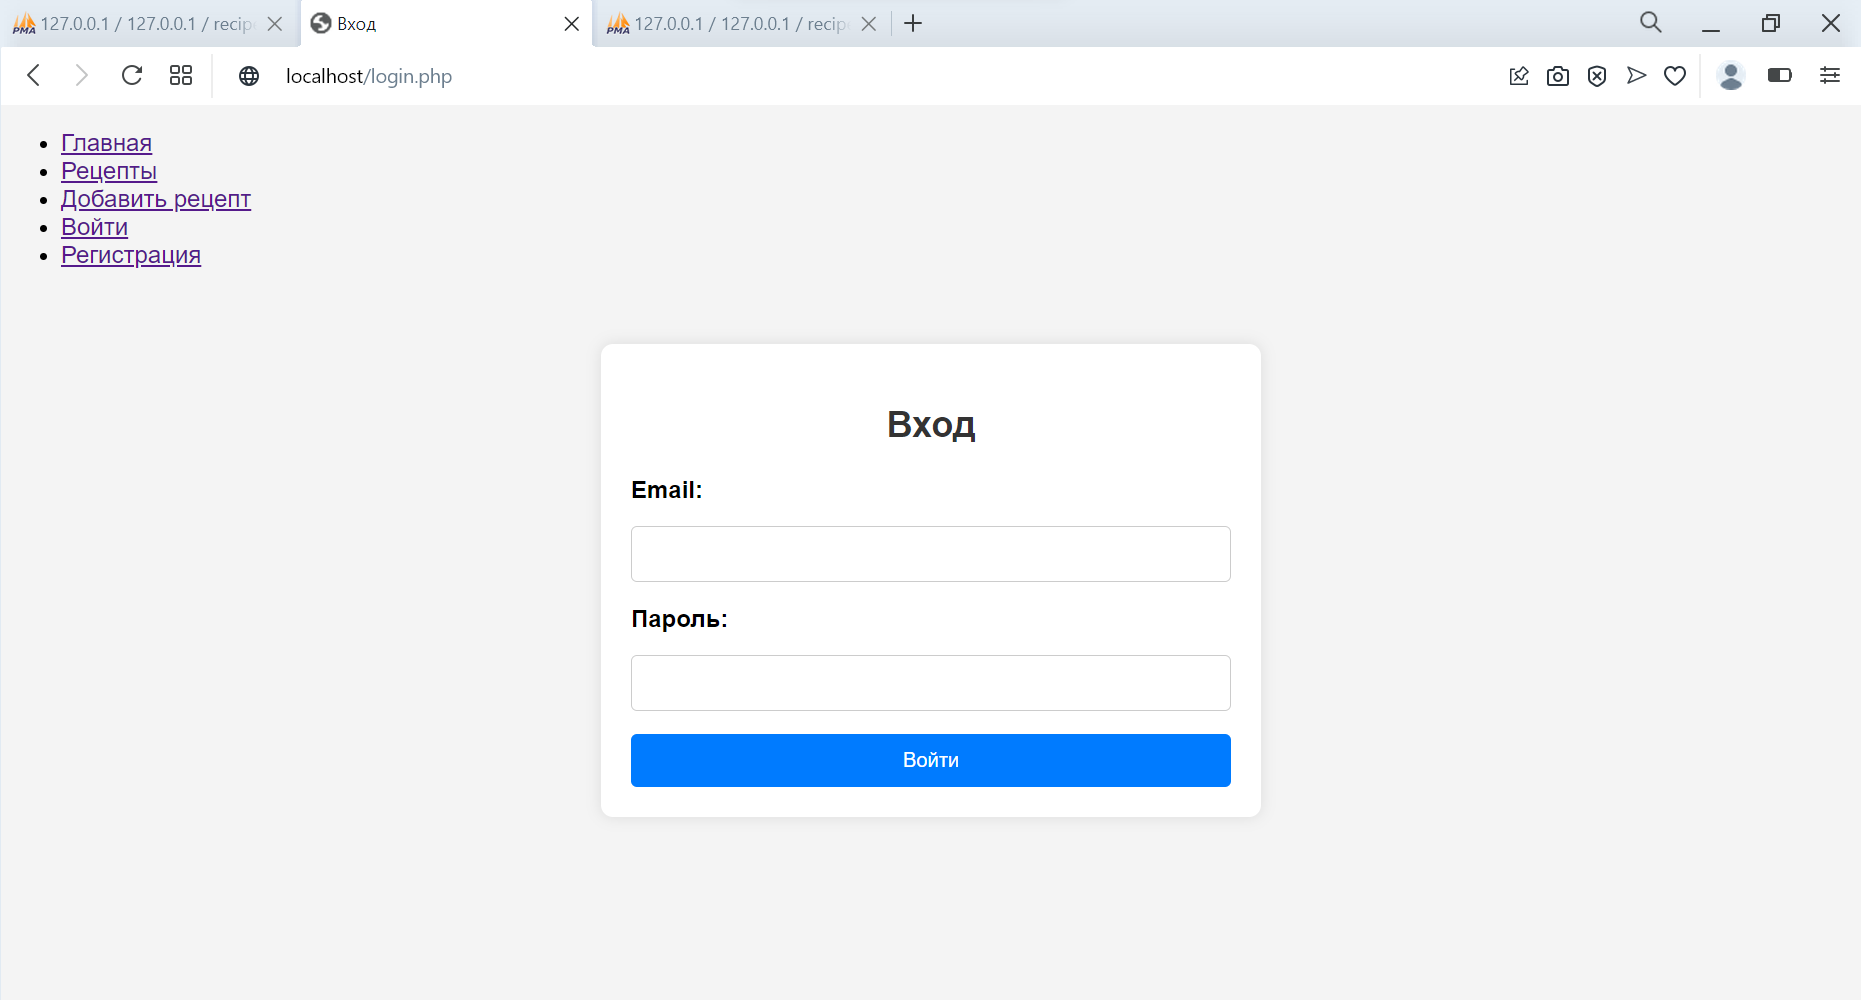 127.0.0.1 / 127.0.0.1 / recip
Вход
127.0.0.1 / 127.0.0.1 / recip
localhost/login.php
Главная
Рецепты
Добавить рецепт
Войти
Регистрация
Вход
Email:
Пароль:
Войти